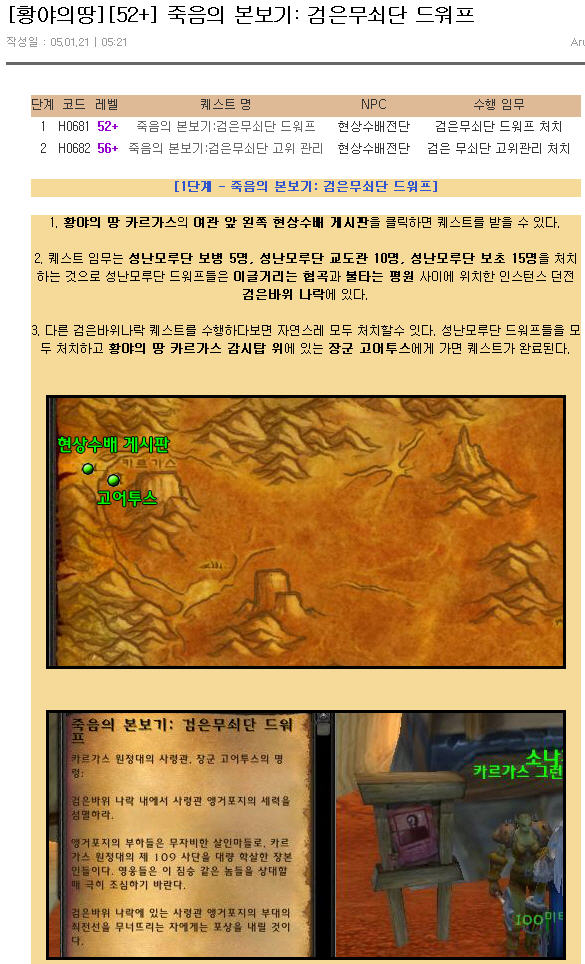 [황야의땅][52+] 죽음의 본보기: 검은무쇠단 드워프
작성일 : 05.01.21 | 05:21
단계 코드 레벨 퀘스트 명 NPC 수행 임무
1 H0681 52+ 죽음의 본보기:검은무쇠단 드워프 현상수배전단 검은무쇠단 드워프 처치
2 H0682 56+ 죽음의 본보기:검은무쇠단 고위 관리 현상수배전단 검은 무쇠단 고위관리 처치
[1단계 - 죽음의 본보기: 검은무쇠단 드워프]
1. 황야의 땅 카르가스의 여관 앞 왼쪽 현상수배 게시판을 클릭하면 퀘스트를 받을 수 있다.
2. 퀘스트 임무는 성난모루단 보병 5명, 성난모루단 교도관 10명, 성난모루단 보초 15명을 처치
하는 것으로 성난모루단 드워프들은 이글거리는 협곡과 불타는 평원 사이에 위치한 인스턴스 던전
검은바위 나락에 있다.
3. 다른 검은바위나락 퀘스트를 수행하다보면 자연스레 모두 처치할수 잇다. 성난모루단 드워프들을 모
두 처치하고 황야의 땅 카르가스 감시탑 위에 있는 장군 고어투스에게 가면 퀘스트가 완료된다.
현상수배 게시판
카르가스
고어투스
죽음의 본보기: 검은무쇠단 드워
프
카르가스 원정대의 사령관, 장군 고어투스의 명
령:
검은바위 나락 내에서 사령관 앵거포지의 세력을
섬멸하라.
앵거포지의 부하들은 무자비한 살인마들로, 카르
가스 원정대의 제 109 사단을 대량 학살한 장본
인들이다. 영웅들은 이 짐승 같은 놈들을 상대할
때 극히 조심하기 바란다.
검은바위 나락에 있는 사령관 앵거포지의 부대의
최전선을 무너뜨리는 자에게는 포상을 내릴 것이
다.
카르가스